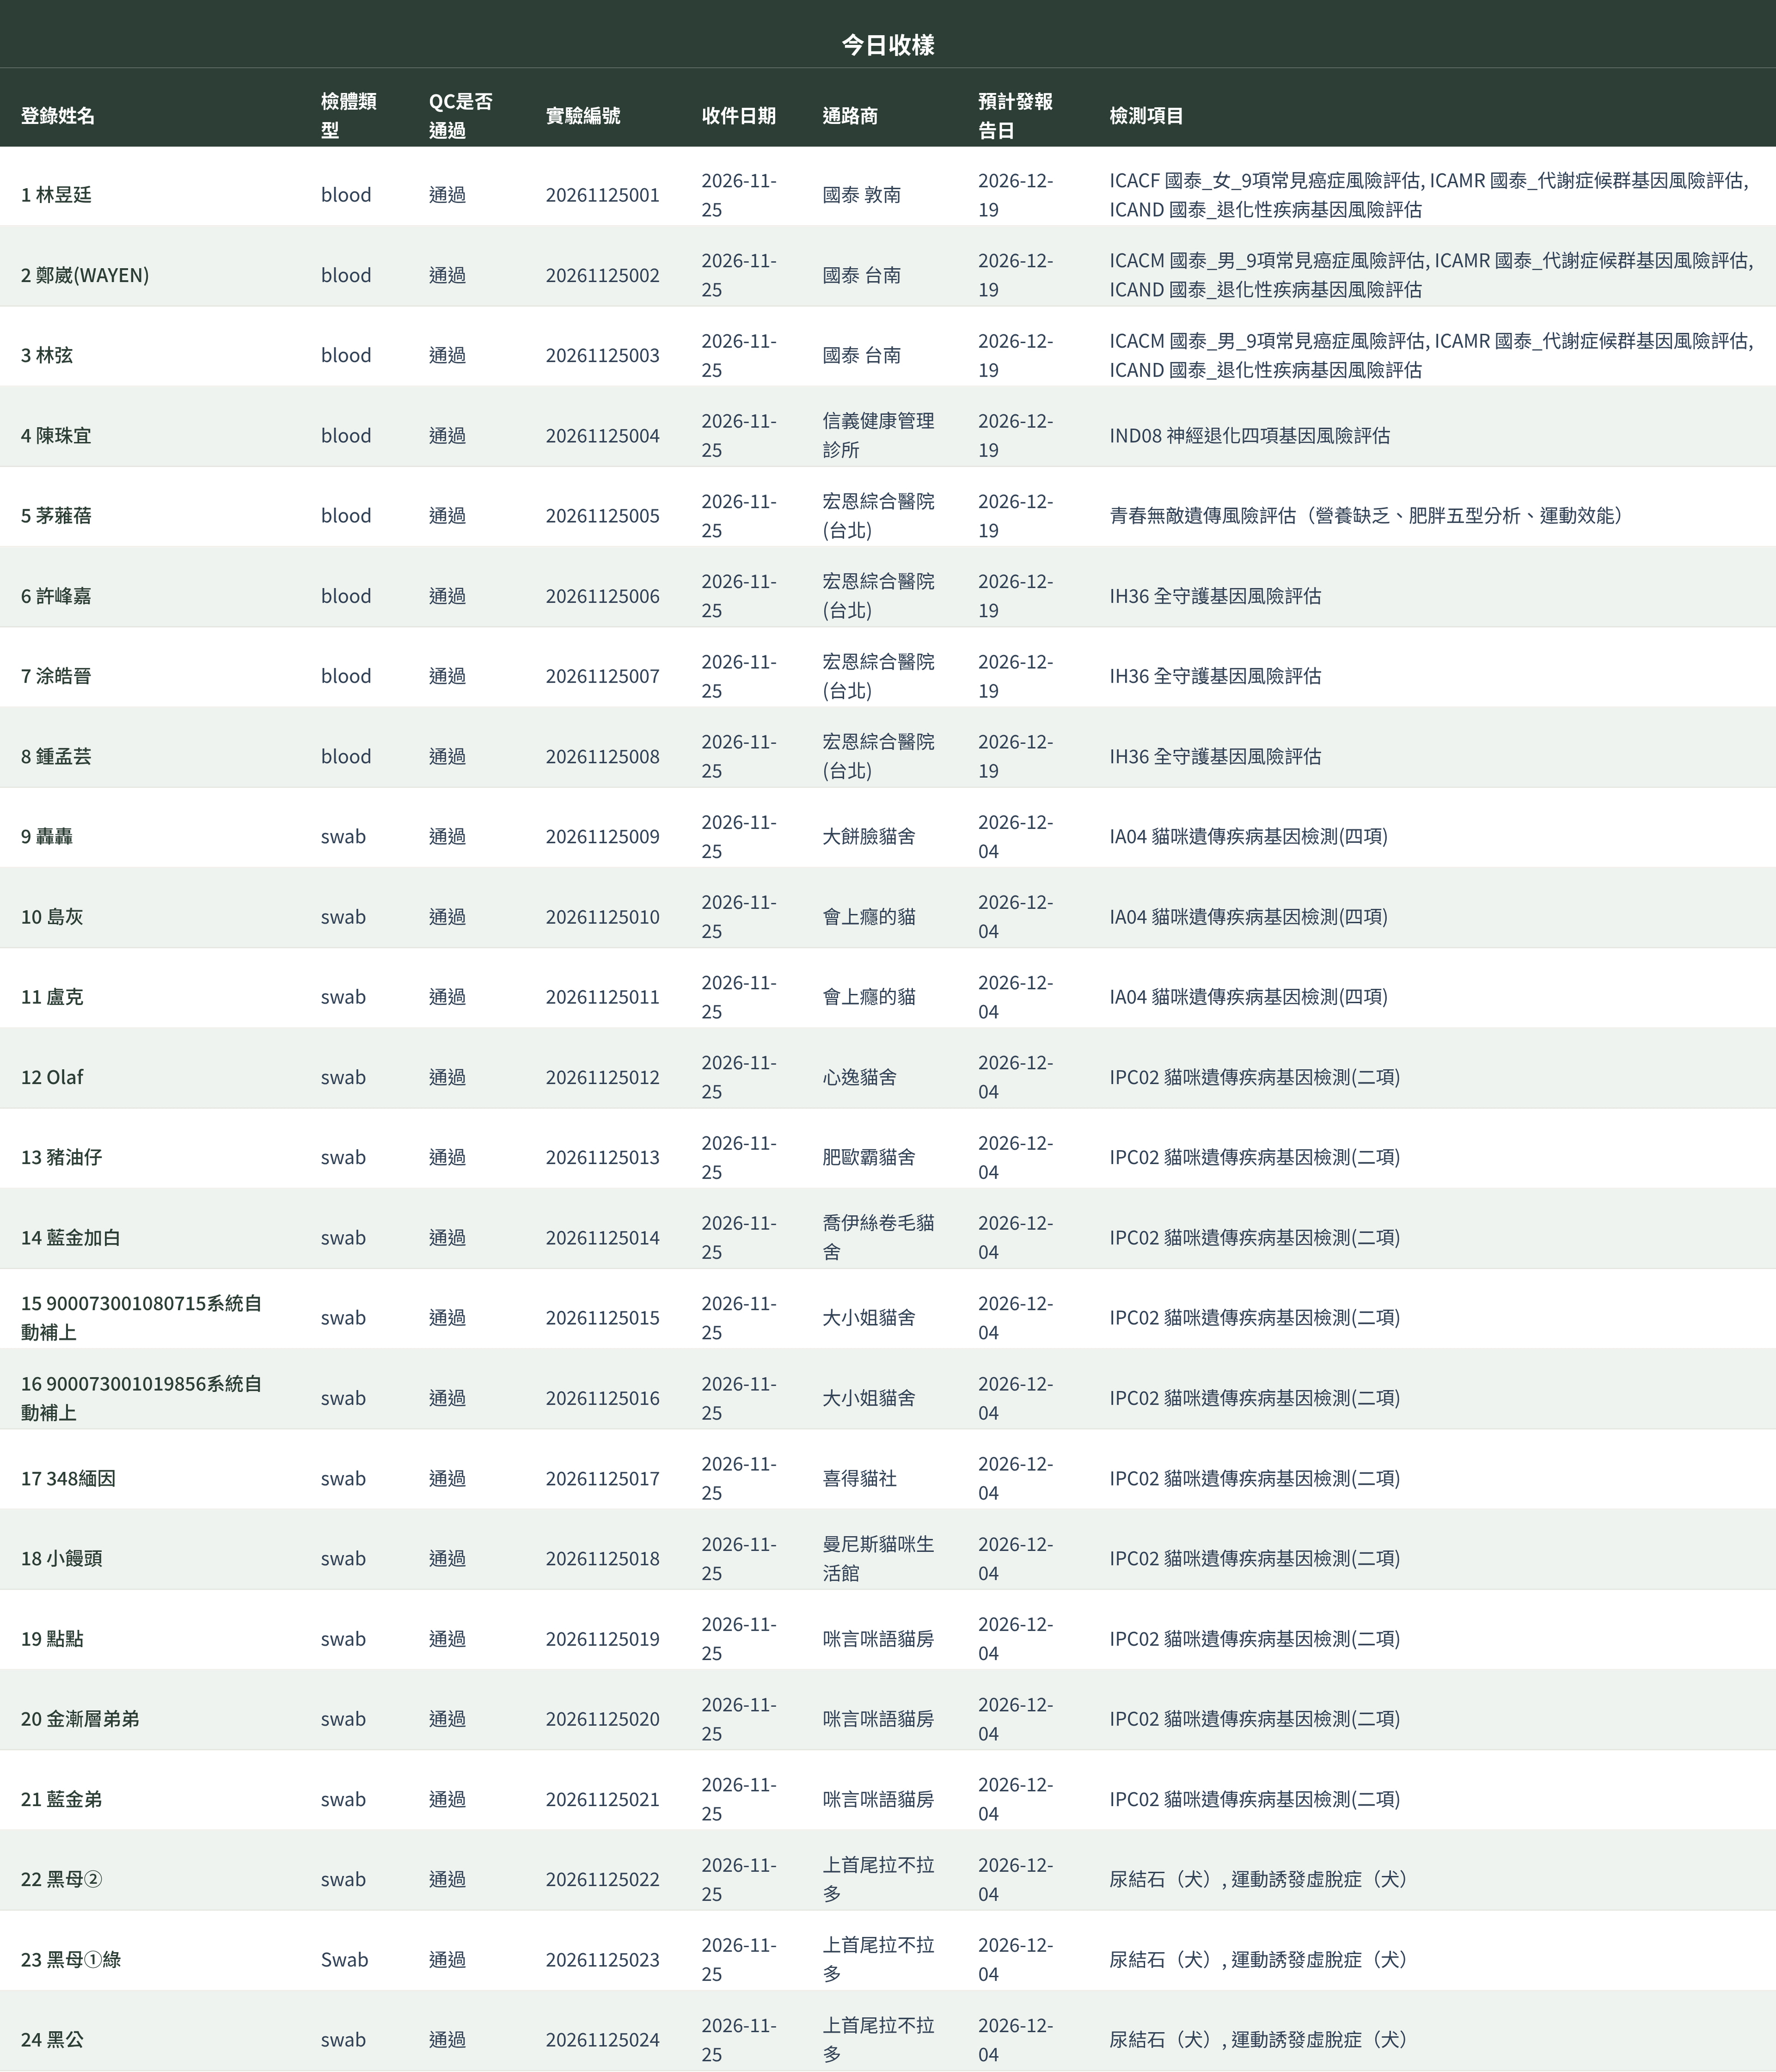 今日收樣
登錄姓名 檢體類型 QC是否通過 實驗編號 收件日期 通路商 預計發報告日 檢測項目
1 林昱廷 blood 通過 20261125001 2026-11-25 國泰 敦南 2026-12-19 ICACF 國泰_女_9項常見癌症風險評估, ICAMR 國泰_代謝症候群基因風險評估, ICAND 國泰_退化性疾病基因風險評估
2 鄭崴(WAYEN) blood 通過 20261125002 2026-11-25 國泰 台南 2026-12-19 ICACM 國泰_男_9項常見癌症風險評估, ICAMR 國泰_代謝症候群基因風險評估, ICAND 國泰_退化性疾病基因風險評估
3 林弦 blood 通過 20261125003 2026-11-25 國泰 台南 2026-12-19 ICACM 國泰_男_9項常見癌症風險評估, ICAMR 國泰_代謝症候群基因風險評估, ICAND 國泰_退化性疾病基因風險評估
4 陳珠宜 blood 通過 20261125004 2026-11-25 信義健康管理診所 2026-12-19 IND08 神經退化四項基因風險評估
5 茅蕥蓓 blood 通過 20261125005 2026-11-25 宏恩綜合醫院(台北) 2026-12-19 青春無敵遺傳風險評估（營養缺乏、肥胖五型分析、運動效能）
6 許峰嘉 blood 通過 20261125006 2026-11-25 宏恩綜合醫院(台北) 2026-12-19 IH36 全守護基因風險評估
7 涂皓晉 blood 通過 20261125007 2026-11-25 宏恩綜合醫院(台北) 2026-12-19 IH36 全守護基因風險評估
8 鍾孟芸 blood 通過 20261125008 2026-11-25 宏恩綜合醫院(台北) 2026-12-19 IH36 全守護基因風險評估
9 轟轟 swab 通過 20261125009 2026-11-25 大餅臉貓舍 2026-12-04 IA04 貓咪遺傳疾病基因檢測(四項)
10 島灰 swab 通過 20261125010 2026-11-25 會上癮的貓 2026-12-04 IA04 貓咪遺傳疾病基因檢測(四項)
11 盧克 swab 通過 20261125011 2026-11-25 會上癮的貓 2026-12-04 IA04 貓咪遺傳疾病基因檢測(四項)
12 Olaf swab 通過 20261125012 2026-11-25 心逸貓舍 2026-12-04 IPC02 貓咪遺傳疾病基因檢測(二項)
13 豬油仔 swab 通過 20261125013 2026-11-25 肥歐霸貓舍 2026-12-04 IPC02 貓咪遺傳疾病基因檢測(二項)
14 藍金加白 swab 通過 20261125014 2026-11-25 喬伊絲卷毛貓舍 2026-12-04 IPC02 貓咪遺傳疾病基因檢測(二項)
15 900073001080715系統自動補上 swab 通過 20261125015 2026-11-25 大小姐貓舍 2026-12-04 IPC02 貓咪遺傳疾病基因檢測(二項)
16 900073001019856系統自動補上 swab 通過 20261125016 2026-11-25 大小姐貓舍 2026-12-04 IPC02 貓咪遺傳疾病基因檢測(二項)
17 348緬因 swab 通過 20261125017 2026-11-25 喜得貓社 2026-12-04 IPC02 貓咪遺傳疾病基因檢測(二項)
18 小饅頭 swab 通過 20261125018 2026-11-25 曼尼斯貓咪生活館 2026-12-04 IPC02 貓咪遺傳疾病基因檢測(二項)
19 點點 swab 通過 20261125019 2026-11-25 咪言咪語貓房 2026-12-04 IPC02 貓咪遺傳疾病基因檢測(二項)
20 金漸層弟弟 swab 通過 20261125020 2026-11-25 咪言咪語貓房 2026-12-04 IPC02 貓咪遺傳疾病基因檢測(二項)
21 藍金弟 swab 通過 20261125021 2026-11-25 咪言咪語貓房 2026-12-04 IPC02 貓咪遺傳疾病基因檢測(二項)
22 黑母② swab 通過 20261125022 2026-11-25 上首尾拉不拉多 2026-12-04 尿結石（犬）, 運動誘發虛脫症（犬）
23 黑母①綠 Swab 通過 20261125023 2026-11-25 上首尾拉不拉多 2026-12-04 尿結石（犬）, 運動誘發虛脫症（犬）
24 黑公 swab 通過 20261125024 2026-11-25 上首尾拉不拉多 2026-12-04 尿結石（犬）, 運動誘發虛脫症（犬）